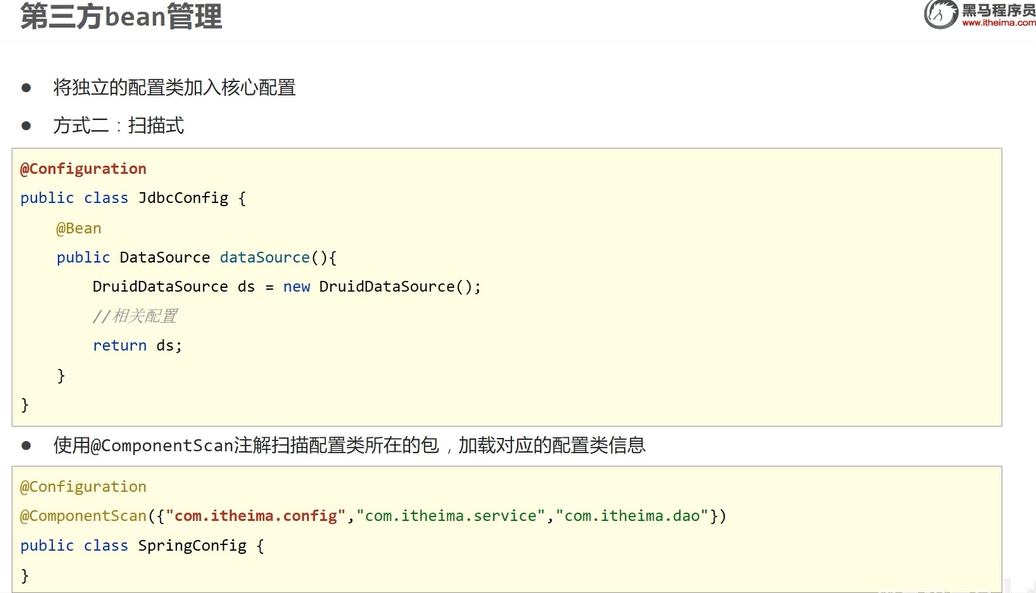 第三方bean管理
黑马程序员
www.itheima.com
● 将独立的配置类加入核心配置
● 方式二：扫描式
@Configuration
public class JdbcConfig {
    @Bean
    public DataSource dataSource(){
        DruidDataSource ds = new DruidDataSource();
        //相关配置
        return ds;
    }
}
● 使用@ComponentScan注解扫描配置类所在的包，加载对应的配置类信息
@Configuration
@ComponentScan({"com.itheima.config","com.itheima.service","com.itheima.dao"})
public class SpringConfig {
}